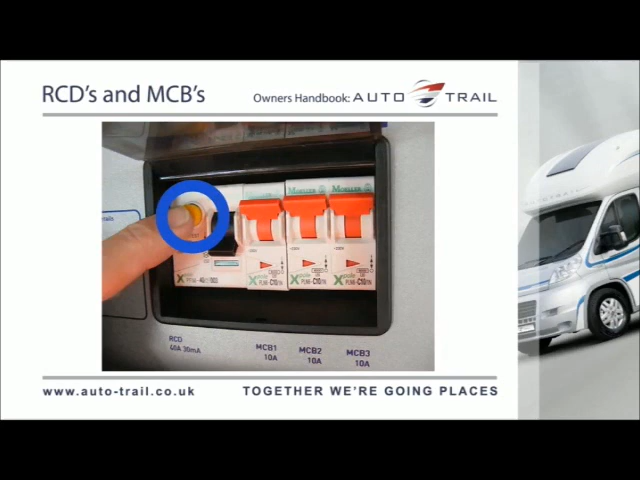 RCD's and MCB's
Owners Handbook: AUTO TRAIL
MOELLER MOELLER
RCD
40A 30mA
MCB1
10A
MCB2
10A
MCB3
10A
www.auto-trail.co.uk
TOGETHER WE'RE GOING PLACES